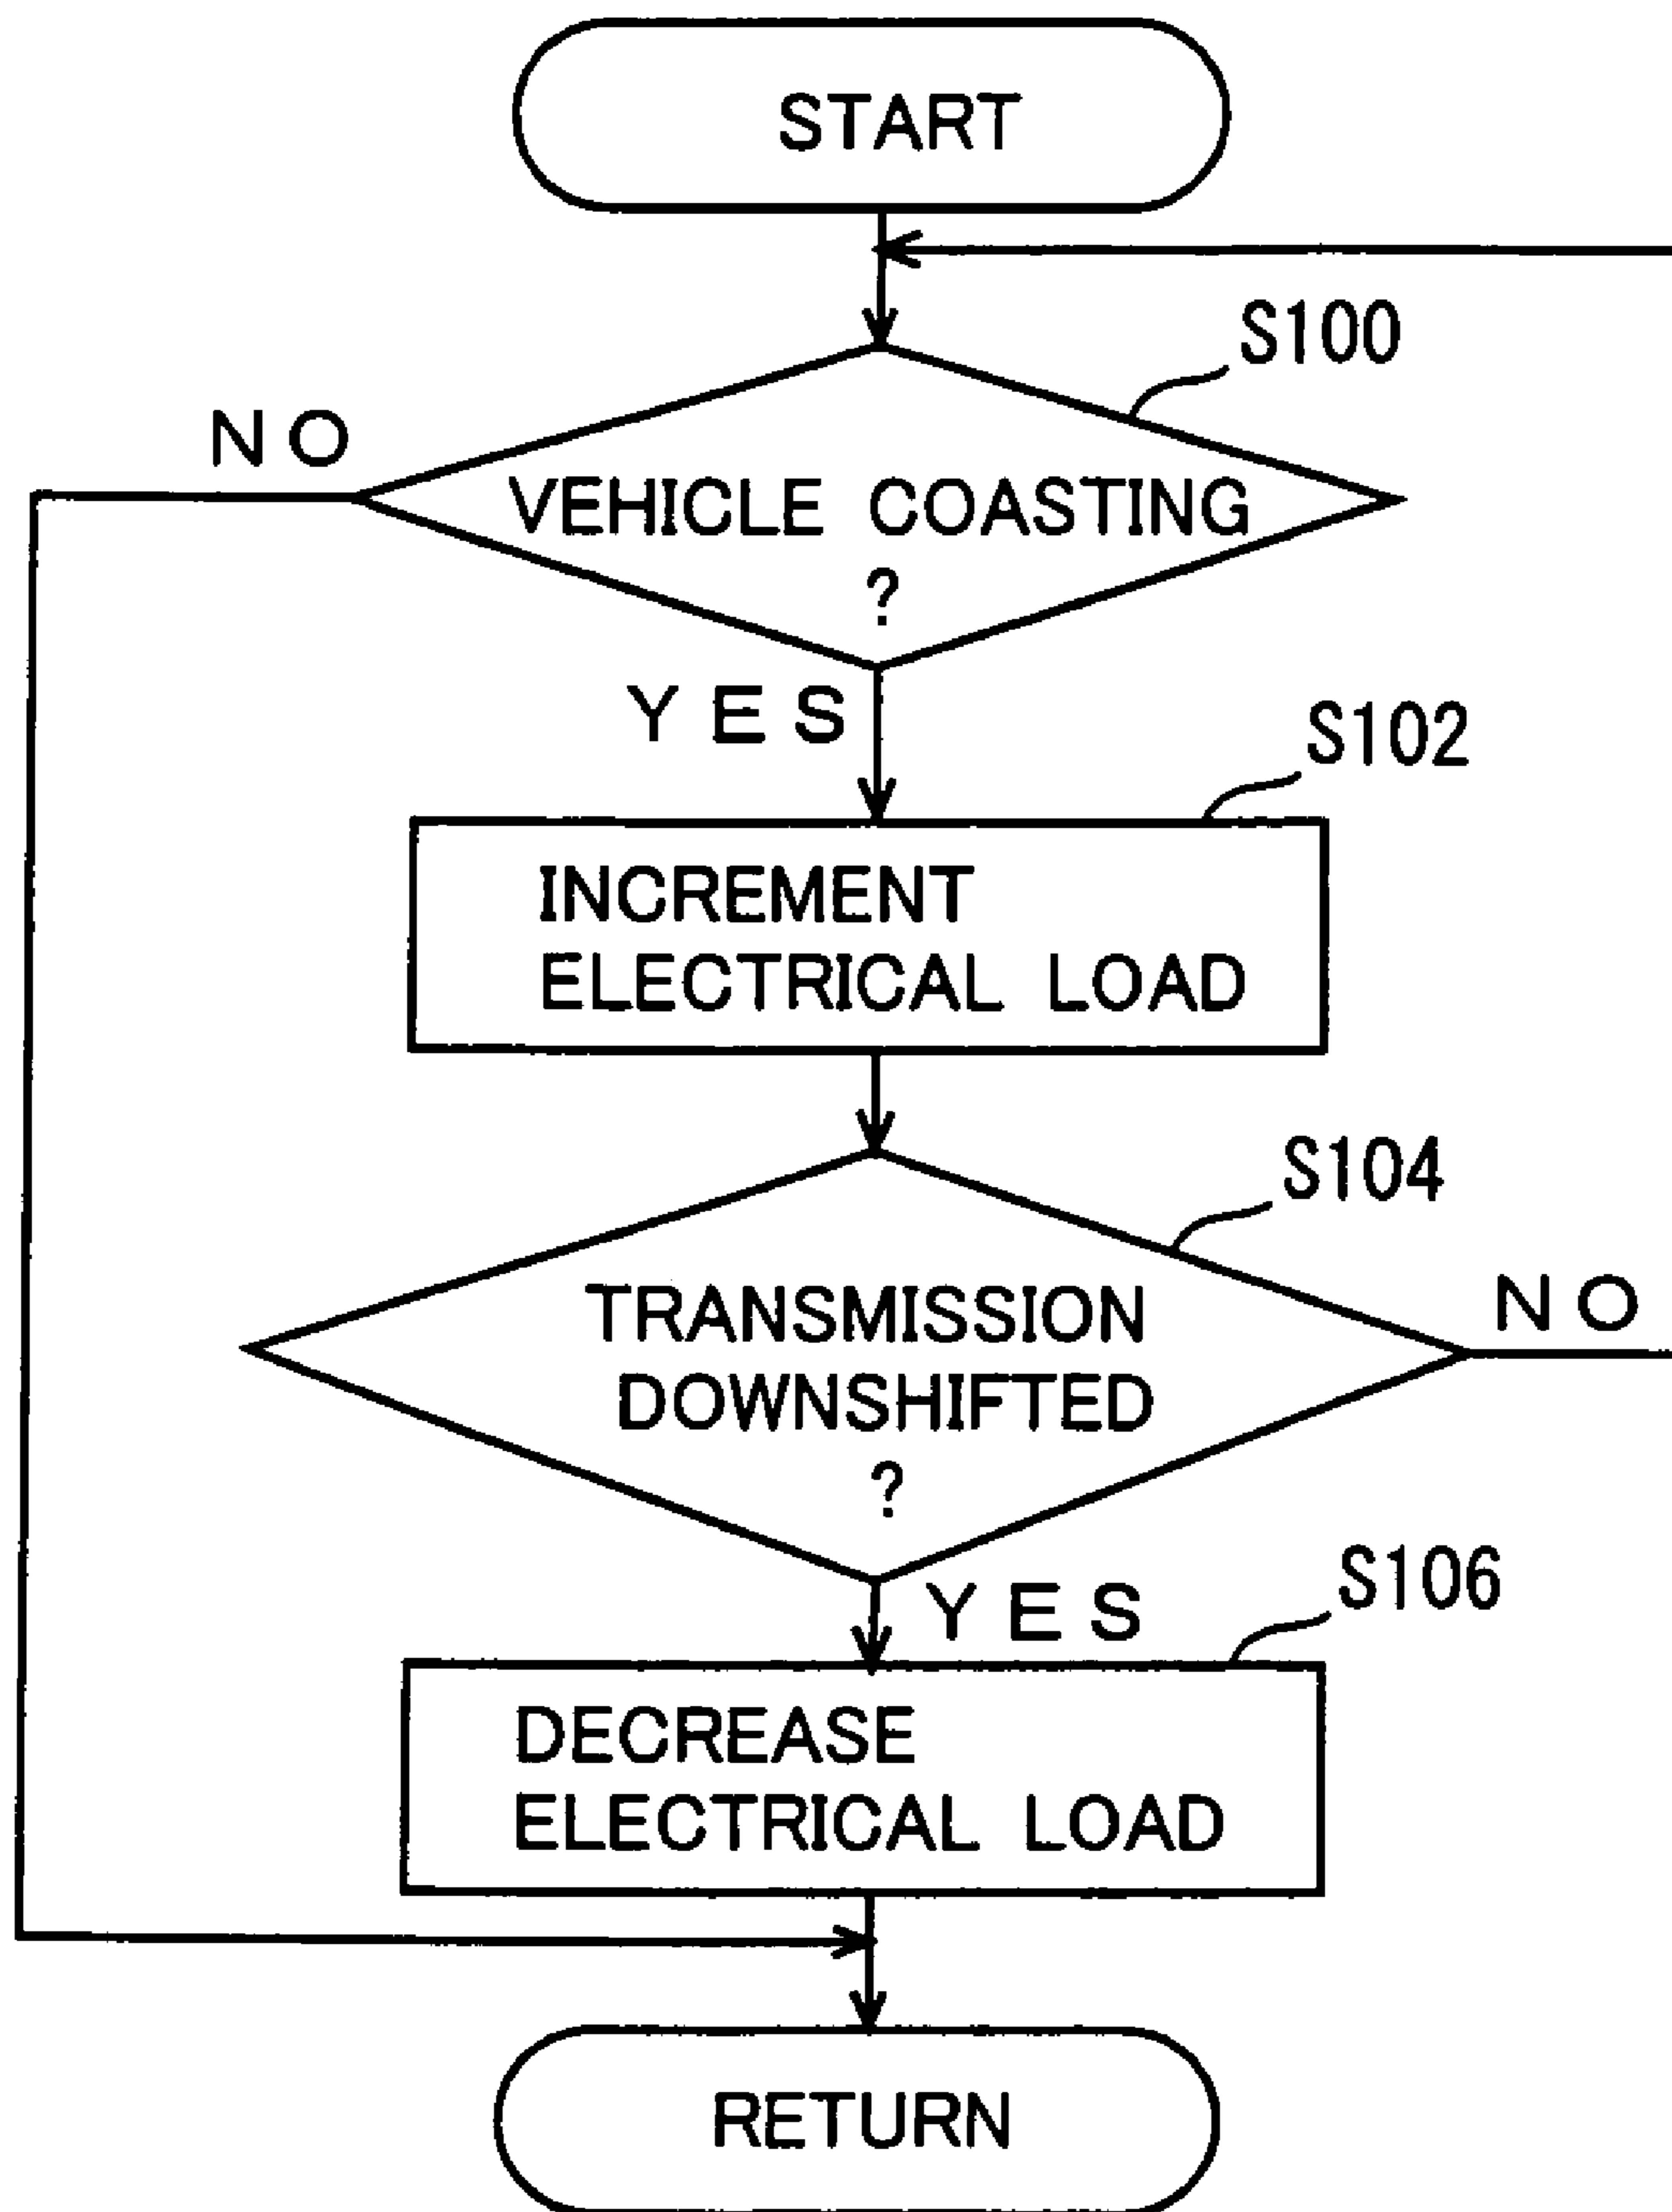 START
S100
NO
VEHICLE COASTING
?
YES
S102
INCREMENT
ELECTRICAL LOAD
S104
TRANSMISSION
DOWNSHIFTED
?
NO
YES
S106
DECREASE
ELECTRICAL LOAD
RETURN